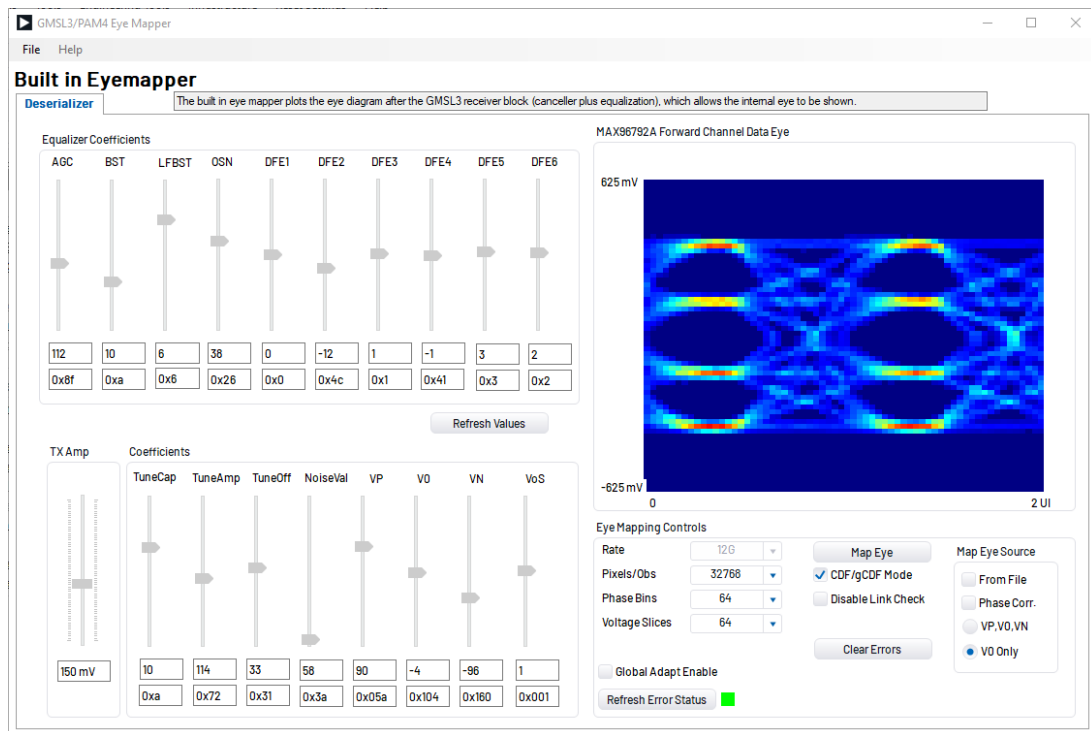 GMSL3/PAM4 Eye Mapper
File Help
Built in Eyemapper
Deserializer
The built in eye mapper plots the eye diagram after the GMSL3 receiver block (canceller plus equalization), which allows the internal eye to be shown.
Equalizer Coefficients
AGC BST LFBST OSN DFE1 DFE2 DFE3 DFE4 DFE5 DFE6
112 10 6 38 0 -12 1 -1 3 2
0x8f 0xa 0x6 0x26 0x0 0x4c 0x1 0x41 0x3 0x2
Refresh Values
TX Amp
150 mV
Coefficients
TuneCap TuneAmp TuneOff NoiseVal VP V0 VN VoS
10 114 33 58 90 -4 -96 1
0xa 0x72 0x31 0x3a 0x05a 0x104 0x160 0x001
MAX96792A Forward Channel Data Eye
625 mV
-625 mV
0 2 UI
Eye Mapping Controls
Rate 12G
Pixels/Obs 32768
Phase Bins 64
Voltage Slices 64
Map Eye
CDF/gCDF Mode
Disable Link Check
Clear Errors
Map Eye Source
From File
Phase Corr.
VP,V0,VN
V0 Only
Global Adapt Enable
Refresh Error Status